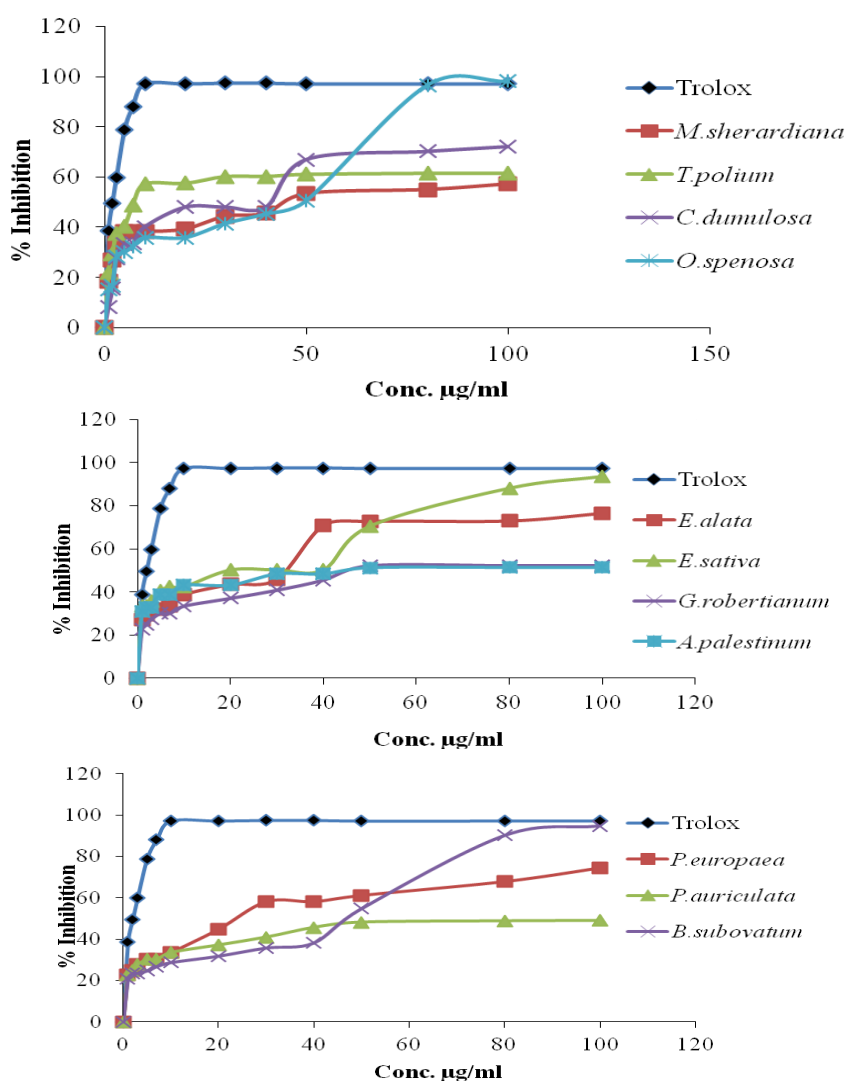 120
100
80
60
40
20
0
% Inhibition
0 50 100 150
Conc. µg/ml
Trolox
M.sherardiana
T.polium
C.dumulosa
O.spenosa
120
100
80
60
40
20
0
% Inhibition
0 20 40 60 80 100 120
Conc. µg/ml
Trolox
E.alata
E.sativa
G.robertianum
A.palestinum
120
100
80
60
40
20
0
% Inhibition
0 20 40 60 80 100 120
Conc. µg/ml
Trolox
P.europaea
P.auriculata
B.subovatum